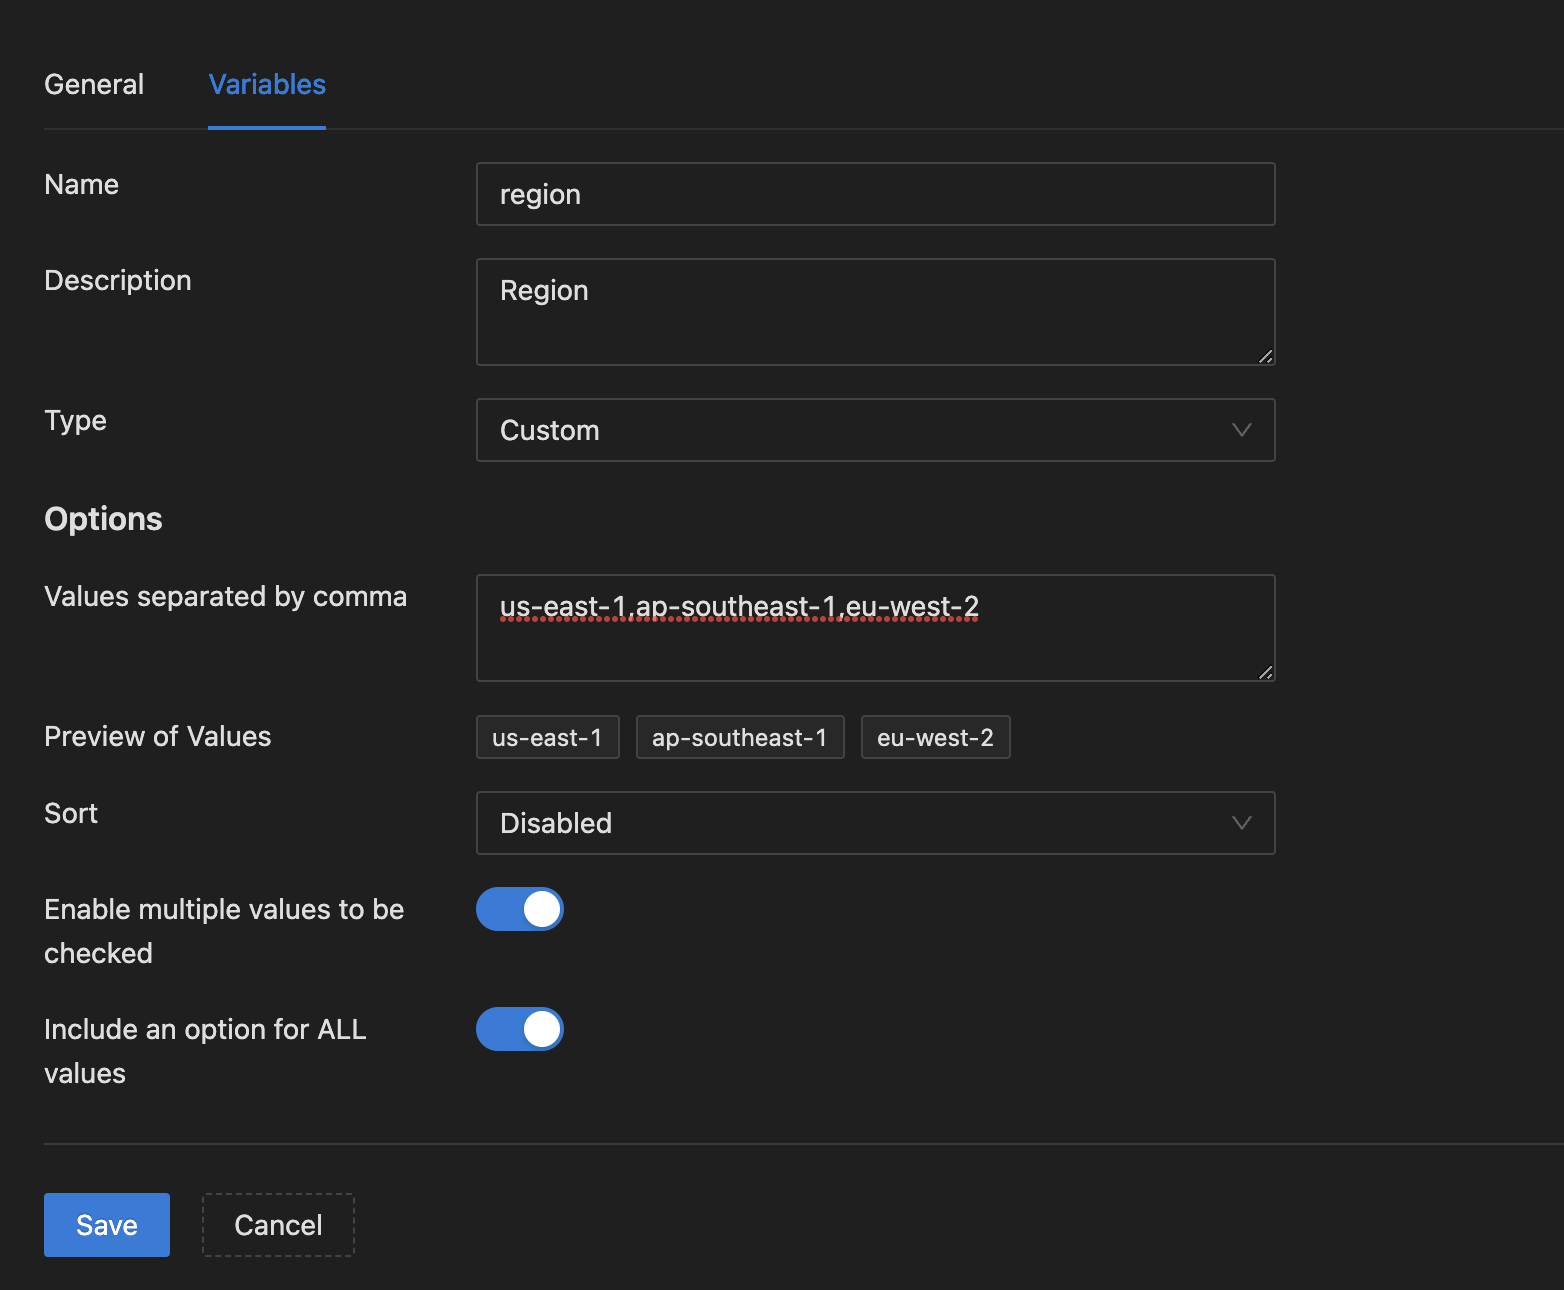 General Variables
Name
region
Description
Region
Type
Custom
Options
Values separated by comma
us-east-1,ap-southeast-1,eu-west-2
Preview of Values
us-east-1 ap-southeast-1 eu-west-2
Sort
Disabled
Enable multiple values to be
checked
Include an option for ALL
values
Save Cancel